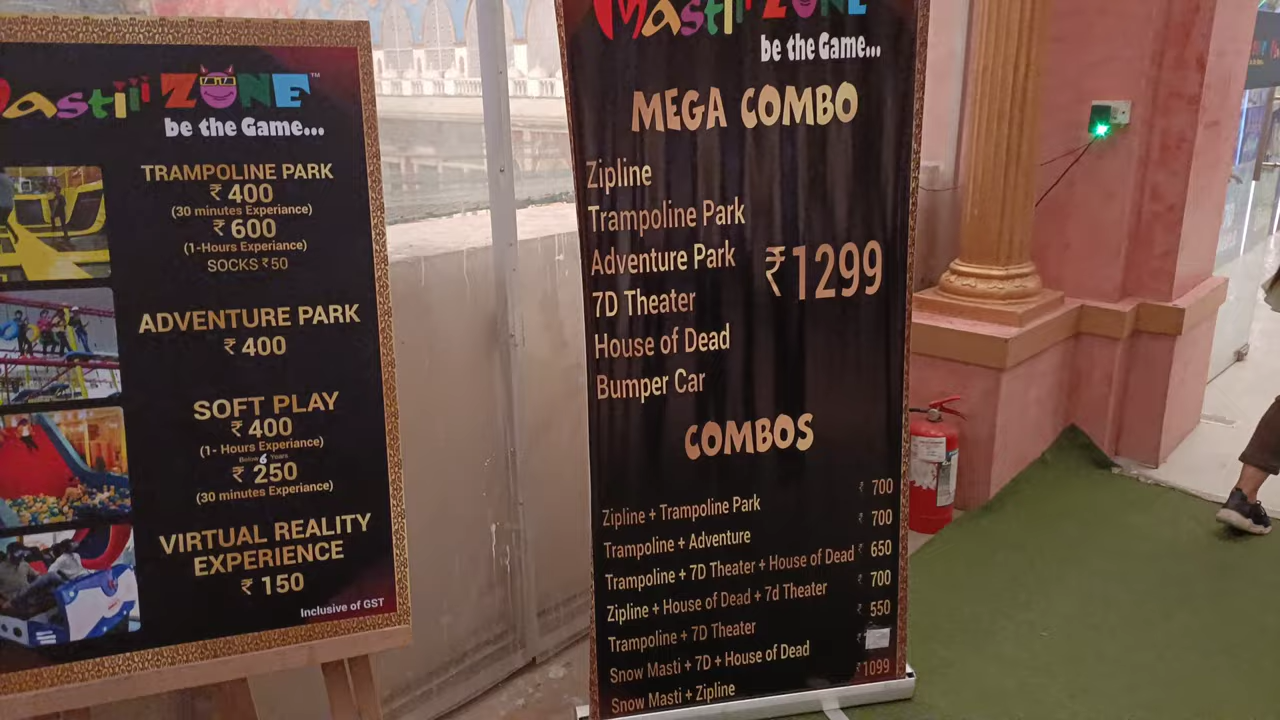 Mastiii ZONE™
be the Game...
TRAMPOLINE PARK
₹ 400
(30 minutes Experiance)
₹ 600
(1-Hours Experiance)
SOCKS ₹ 50
ADVENTURE PARK
₹ 400
SOFT PLAY
₹ 400
(1- Hours Experiance)
Below 6 Years
₹ 250
(30 minutes Experiance)
VIRTUAL REALITY
EXPERIENCE
₹ 150
Inclusive of GST
Mastiii ZONE
be the Game...
MEGA COMBO
Zipline
Trampoline Park
Adventure Park
7D Theater
House of Dead
Bumper Car
₹1299
COMBOS
Zipline + Trampoline Park ₹ 700
Trampoline + Adventure ₹ 700
Trampoline + 7D Theater + House of Dead ₹ 650
Zipline + House of Dead + 7d Theater ₹ 700
Trampoline + 7D Theater ₹ 550
Snow Masti + 7D + House of Dead
Snow Masti + Zipline ₹1099